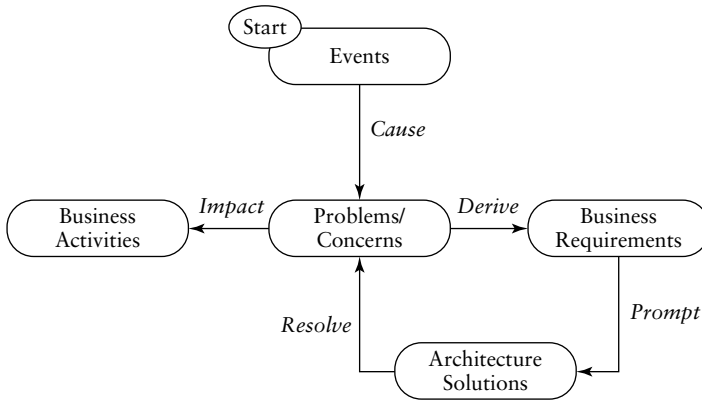 Start
Events
Cause
Business
Activities
Impact
Problems/
Concerns
Derive
Business
Requirements
Resolve
Prompt
Architecture
Solutions